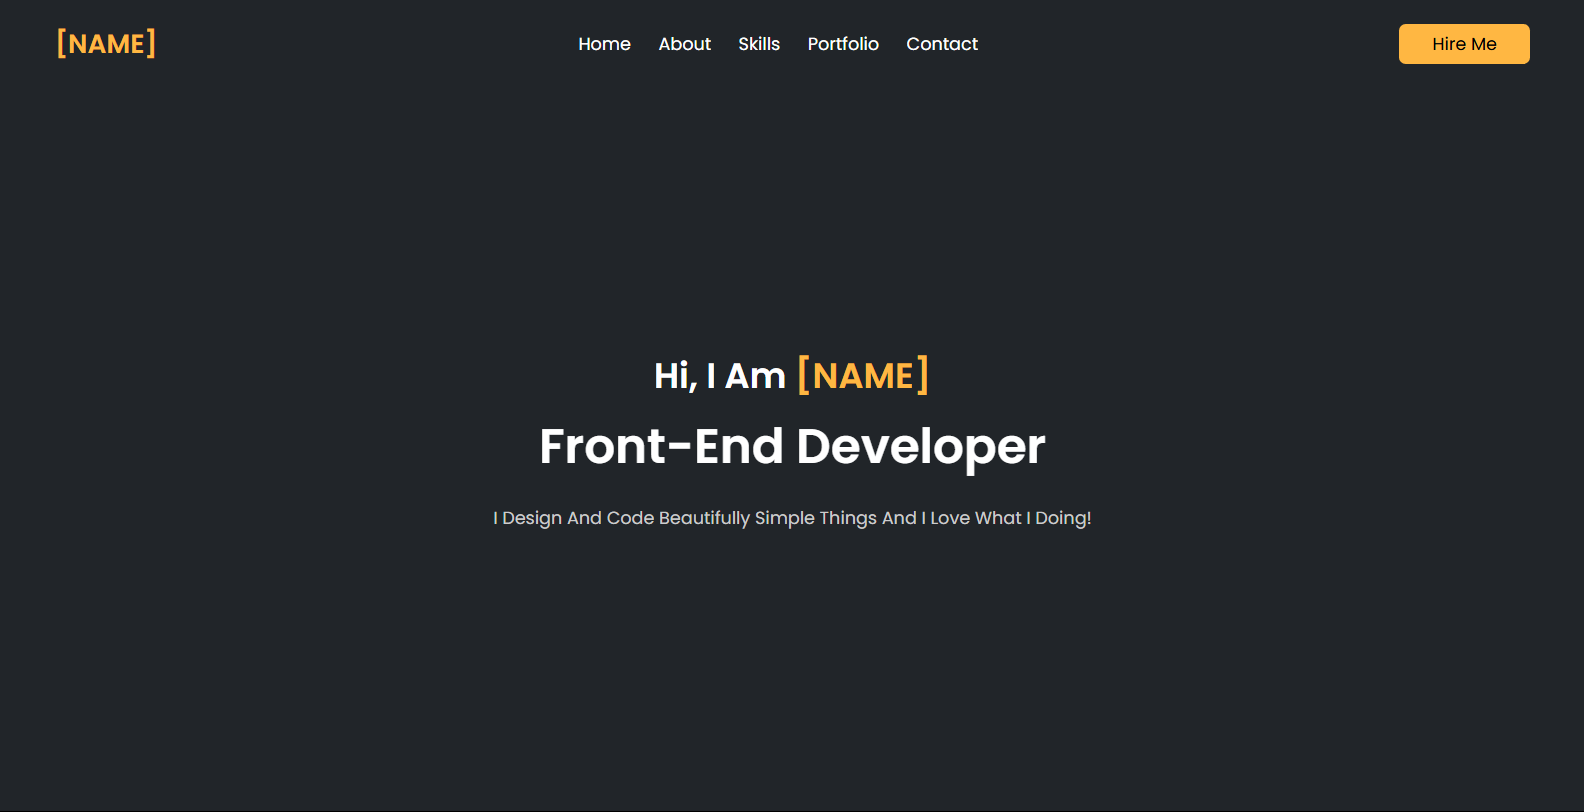 [NAME]
Home About Skills Portfolio Contact
Hire Me
Hi, I Am [NAME]
Front-End Developer
I Design And Code Beautifully Simple Things And I Love What I Doing!